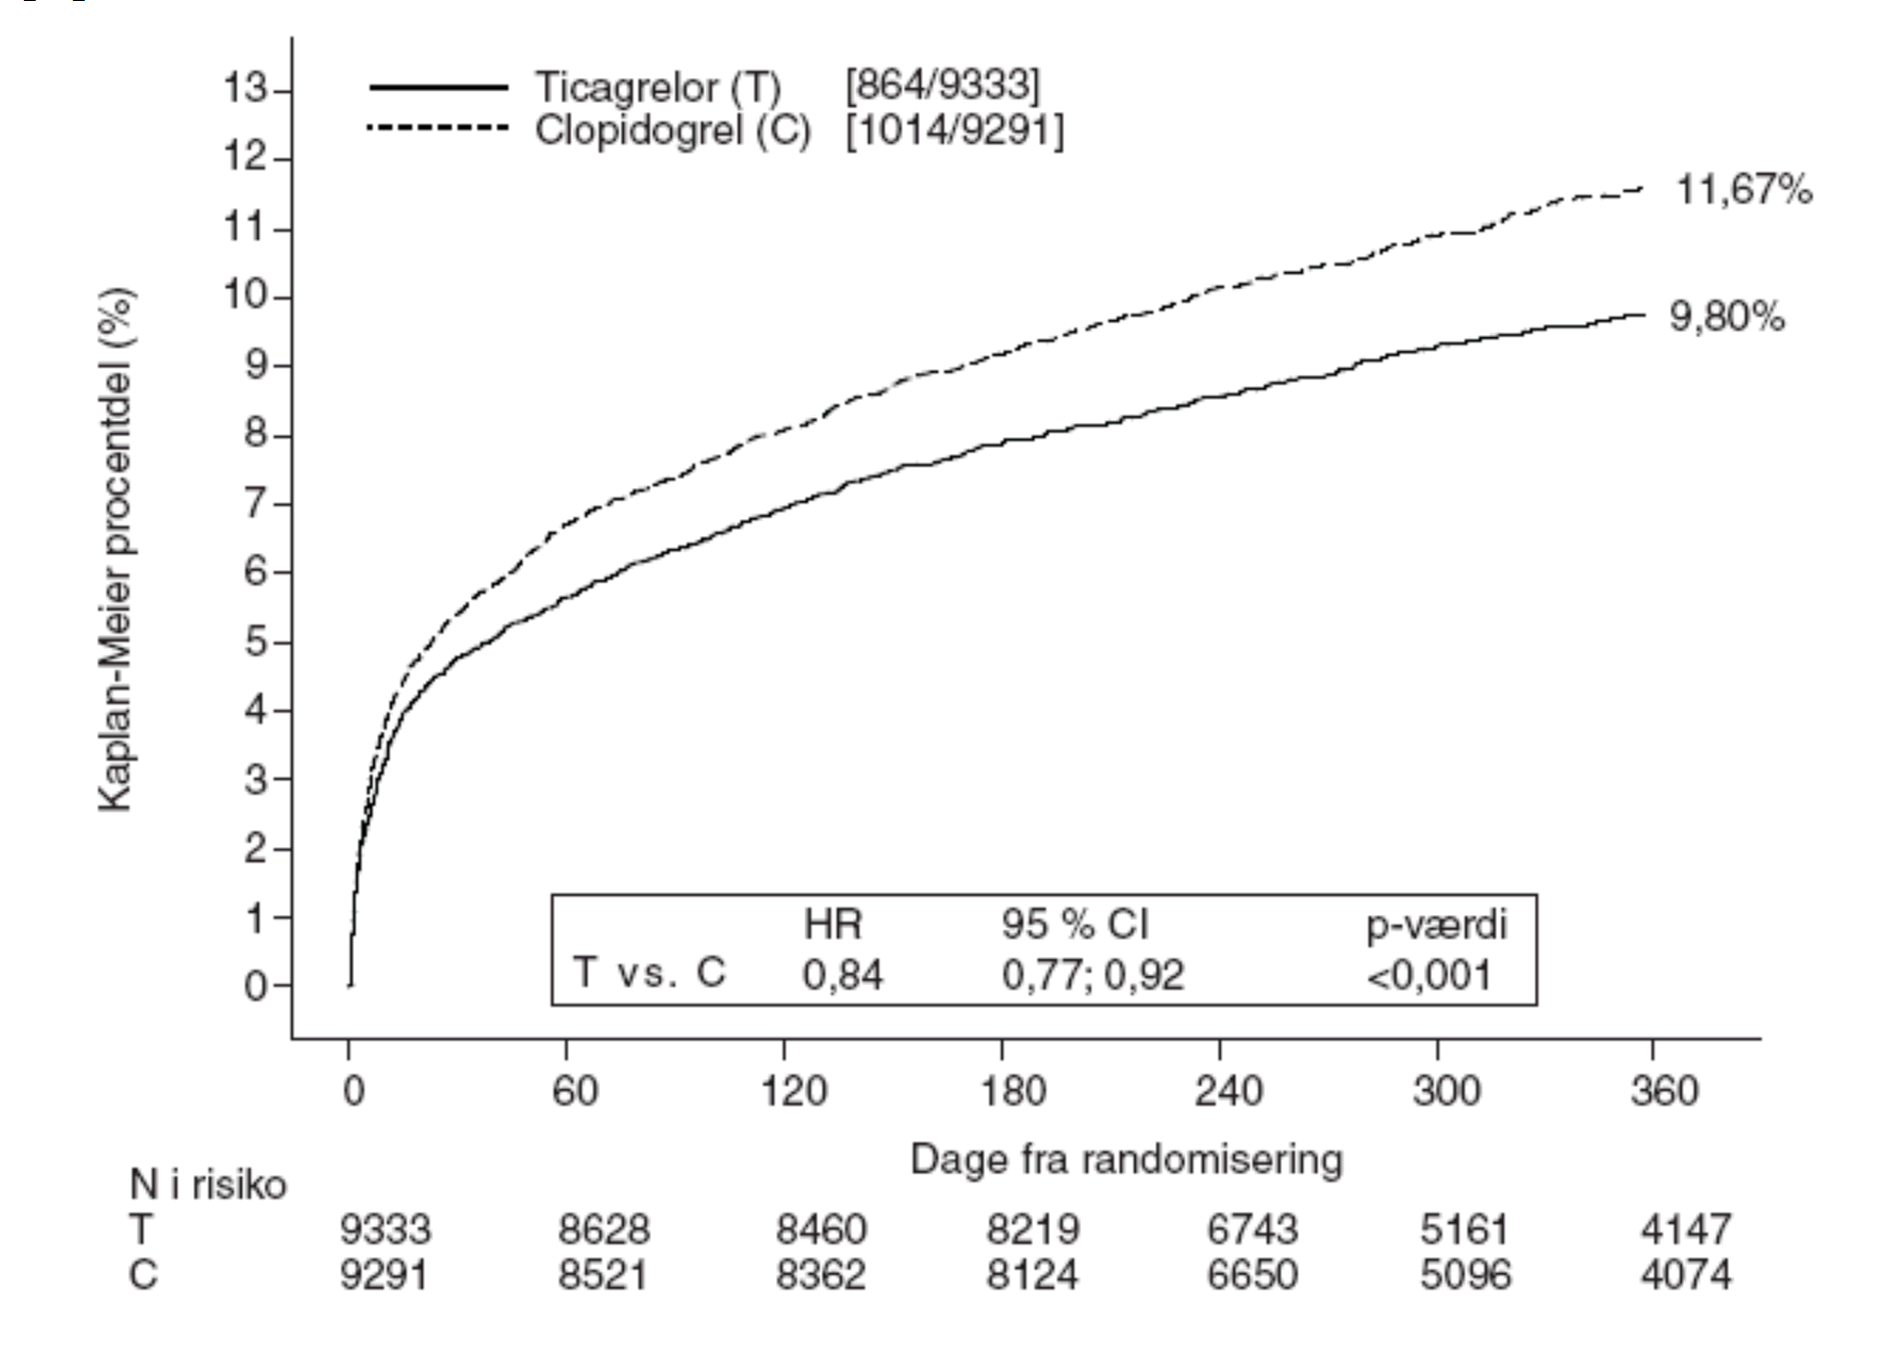 13
12
11
10
9
8
7
6
5
4
3
2
1
0
Kaplan-Meier procentdel (%)
Ticagrelor (T) [864/9333]
Clopidogrel (C) [1014/9291]
11,67%
9,80%
HR 95 % CI p-værdi
T vs. C 0,84 0,77; 0,92 <0,001
0 60 120 180 240 300 360
Dage fra randomisering
N i risiko
T 9333 8628 8460 8219 6743 5161 4147
C 9291 8521 8362 8124 6650 5096 4074